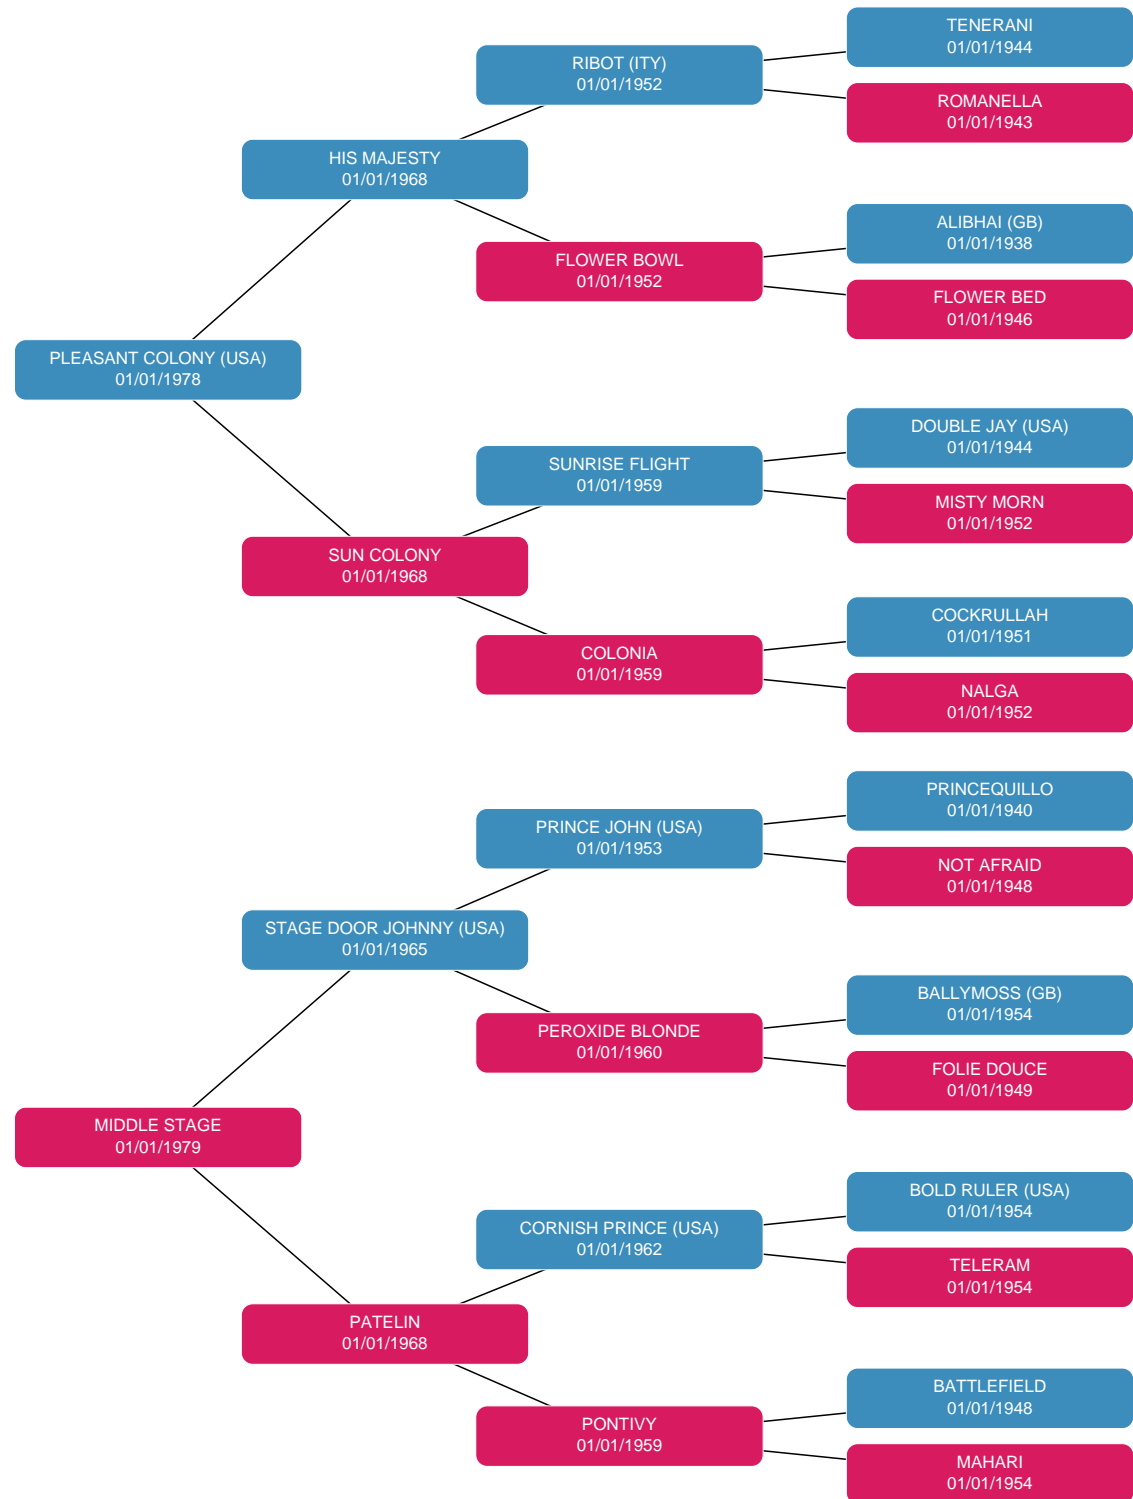 TENERANI
01/01/1944
RIBOT (ITY)
01/01/1952
ROMANELLA
01/01/1943
HIS MAJESTY
01/01/1968
ALIBHAI (GB)
01/01/1938
FLOWER BOWL
01/01/1952
FLOWER BED
01/01/1946
PLEASANT COLONY (USA)
01/01/1978
DOUBLE JAY (USA)
01/01/1944
SUNRISE FLIGHT
01/01/1959
MISTY MORN
01/01/1952
SUN COLONY
01/01/1968
COCKRULLAH
01/01/1951
COLONIA
01/01/1959
NALGA
01/01/1952
PRINCEQUILLO
01/01/1940
PRINCE JOHN (USA)
01/01/1953
NOT AFRAID
01/01/1948
STAGE DOOR JOHNNY (USA)
01/01/1965
BALLYMOSS (GB)
01/01/1954
PEROXIDE BLONDE
01/01/1960
FOLIE DOUCE
01/01/1949
MIDDLE STAGE
01/01/1979
BOLD RULER (USA)
01/01/1954
CORNISH PRINCE (USA)
01/01/1962
TELERAM
01/01/1954
PATELIN
01/01/1968
BATTLEFIELD
01/01/1948
PONTIVY
01/01/1959
MAHARI
01/01/1954